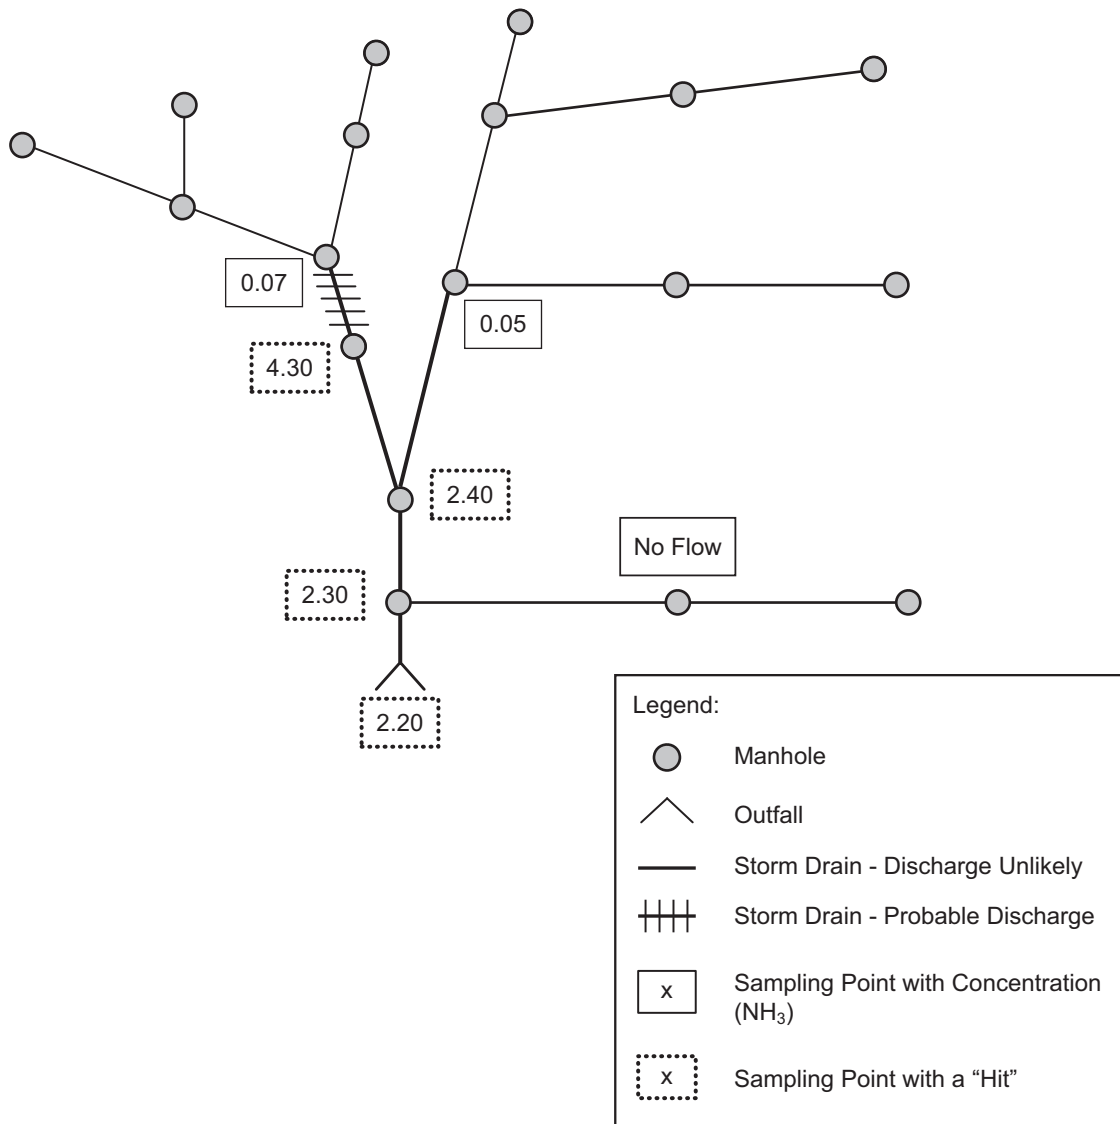 0.07
0.05
4.30
2.40
No Flow
2.30
2.20
Legend:
Manhole
Outfall
Storm Drain - Discharge Unlikely
Storm Drain - Probable Discharge
x
Sampling Point with Concentration
(NH₃)
x
Sampling Point with a “Hit”